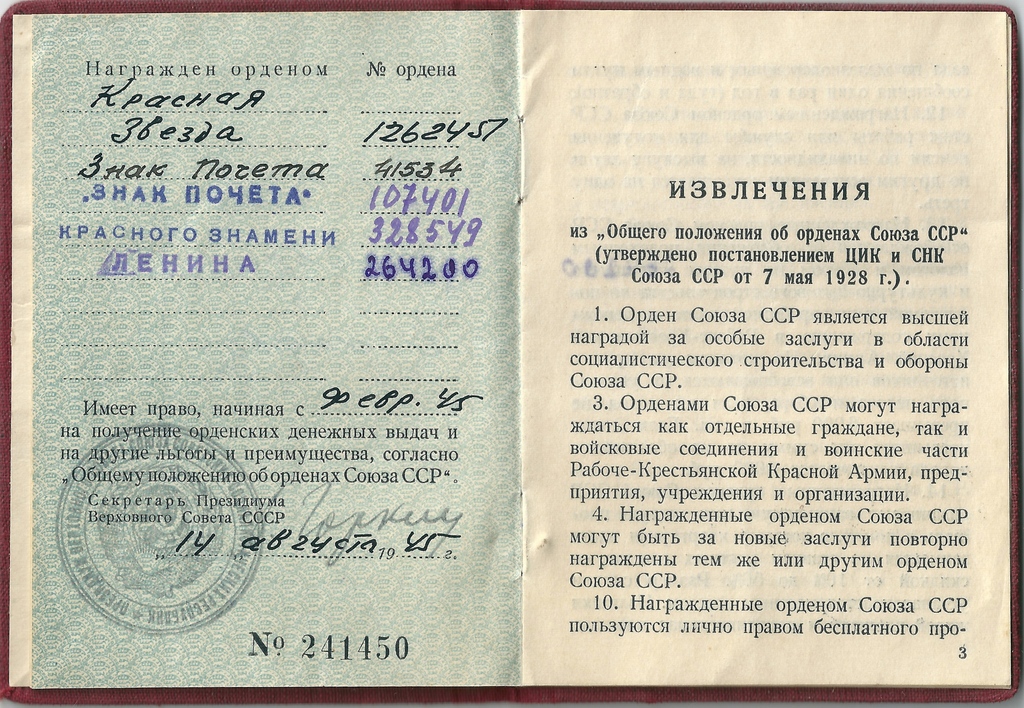 Награжден орденом № ордена
Красная
Звезда 1262451
Знак Почета 41534
„ЗНАК ПОЧЕТА" 107401
КРАСНОГО ЗНАМЕНИ 328549
ЛЕНИНА 264200
Имеет право, начиная с февр. 45
на получение орденских денежных выдач и
на другие льготы и преимущества, согласно
„Общему положению об орденах Союза ССР".
Секретарь Президиума
Верховного Совета СССР Горкин
„14" августа 1945 г.
№ 241450
ИЗВЛЕЧЕНИЯ
из „Общего положения об орденах Союза ССР"
(утверждено постановлением ЦИК и СНК
Союза ССР от 7 мая 1928 г.).
1. Орден Союза ССР является высшей
наградой за особые заслуги в области
социалистического строительства и обороны
Союза ССР.
3. Орденами Союза ССР могут награ-
ждаться как отдельные граждане, так и
войсковые соединения и воинские части
Рабоче-Крестьянской Красной Армии, пред-
приятия, учреждения и организации.
4. Награжденные орденом Союза ССР
могут быть за новые заслуги повторно
награждены тем же или другим орденом
Союза ССР.
10. Награжденные орденом Союза ССР
пользуются лично правом бесплатного про-
3